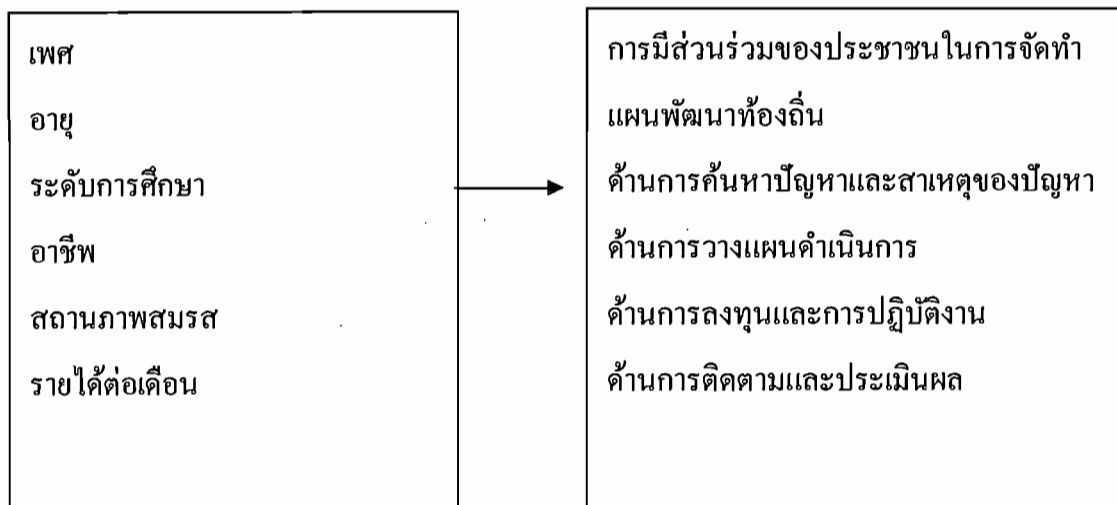 เพศ
อายุ
ระดับการศึกษา
อาชีพ
สถานภาพสมรส
รายได้ต่อเดือน
การมีส่วนร่วมของประชาชนในการจัดทำ
แผนพัฒนาท้องถิ่น
ด้านการค้นหาปัญหาและสาเหตุของปัญหา
ด้านการวางแผนดำเนินการ
ด้านการลงทุนและการปฏิบัติงาน
ด้านการติดตามและประเมินผล